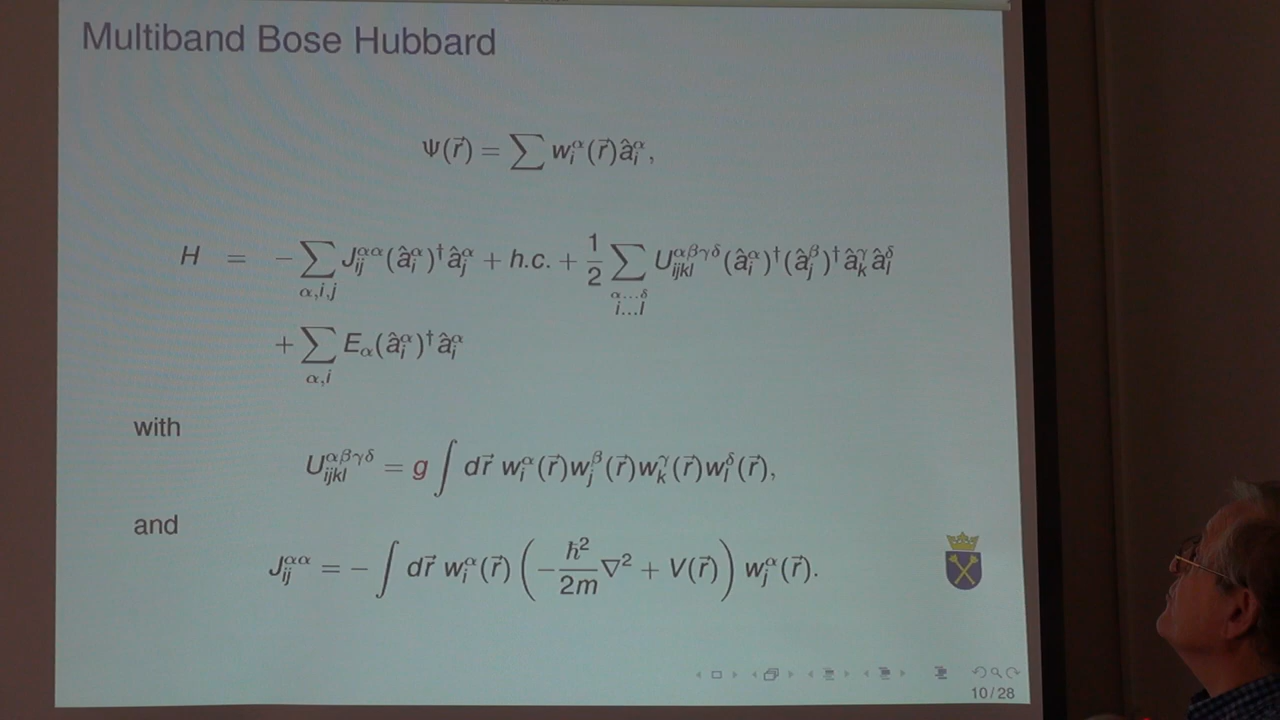 Multiband Bose Hubbard
Ψ(r⃗) = ∑ w_i^α(r⃗)â_i^α,
H = − ∑_{α,i,j} J_{ij}^{αα}(â_i^α)†â_j^α + h.c. + 1/2 ∑_{α…δ i…l} U_{ijkl}^{αβγδ}(â_i^α)†(â_j^β)†â_k^γâ_l^δ
+ ∑_{α,i} E_α(â_i^α)†â_i^α
with
U_{ijkl}^{αβγδ} = g ∫ dr⃗ w_i^α(r⃗)w_j^β(r⃗)w_k^γ(r⃗)w_l^δ(r⃗),
and
J_{ij}^{αα} = − ∫ dr⃗ w_i^α(r⃗) (−ℏ²/2m ∇² + V(r⃗)) w_j^α(r⃗).
10/28